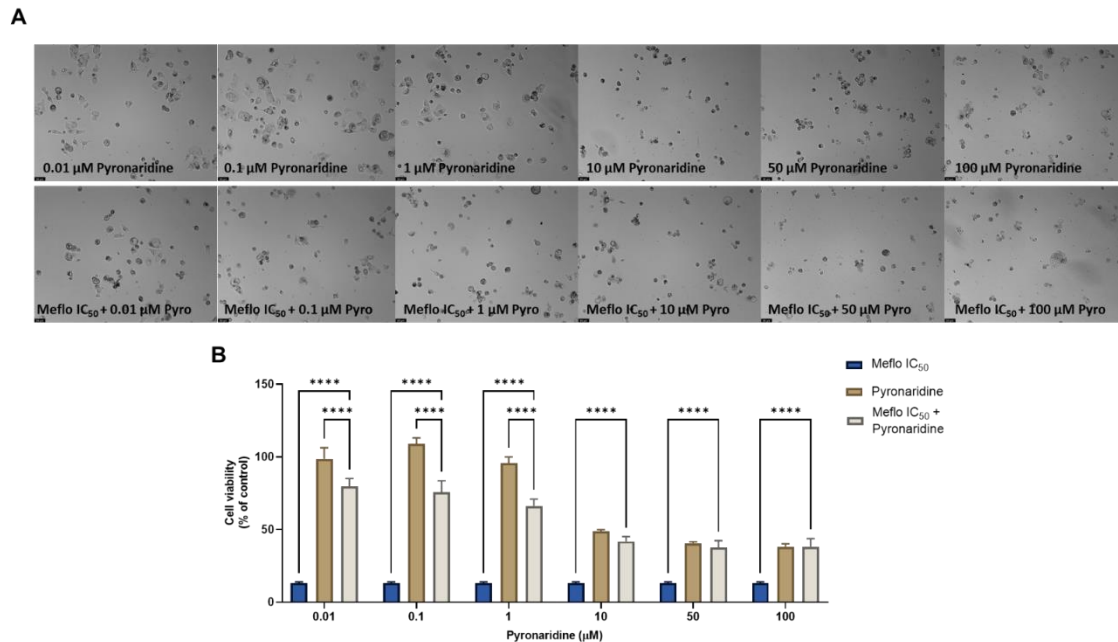 A
0.01 µM Pyronaridine
0.1 µM Pyronaridine
1 µM Pyronaridine
10 µM Pyronaridine
50 µM Pyronaridine
100 µM Pyronaridine
Meflo IC50 + 0.01 µM Pyro
Meflo IC50 + 0.1 µM Pyro
Meflo IC50 + 1 µM Pyro
Meflo IC50 + 10 µM Pyro
Meflo IC50 + 50 µM Pyro
Meflo IC50 + 100 µM Pyro
B
Meflo IC50
Pyronaridine
Meflo IC50 +
Pyronaridine
150
100
50
0
Cell viability
(% of control)
**** **** **** **** **** ****
**** **** ****
0.01 0.1 1 10 50 100
Pyronaridine (µM)